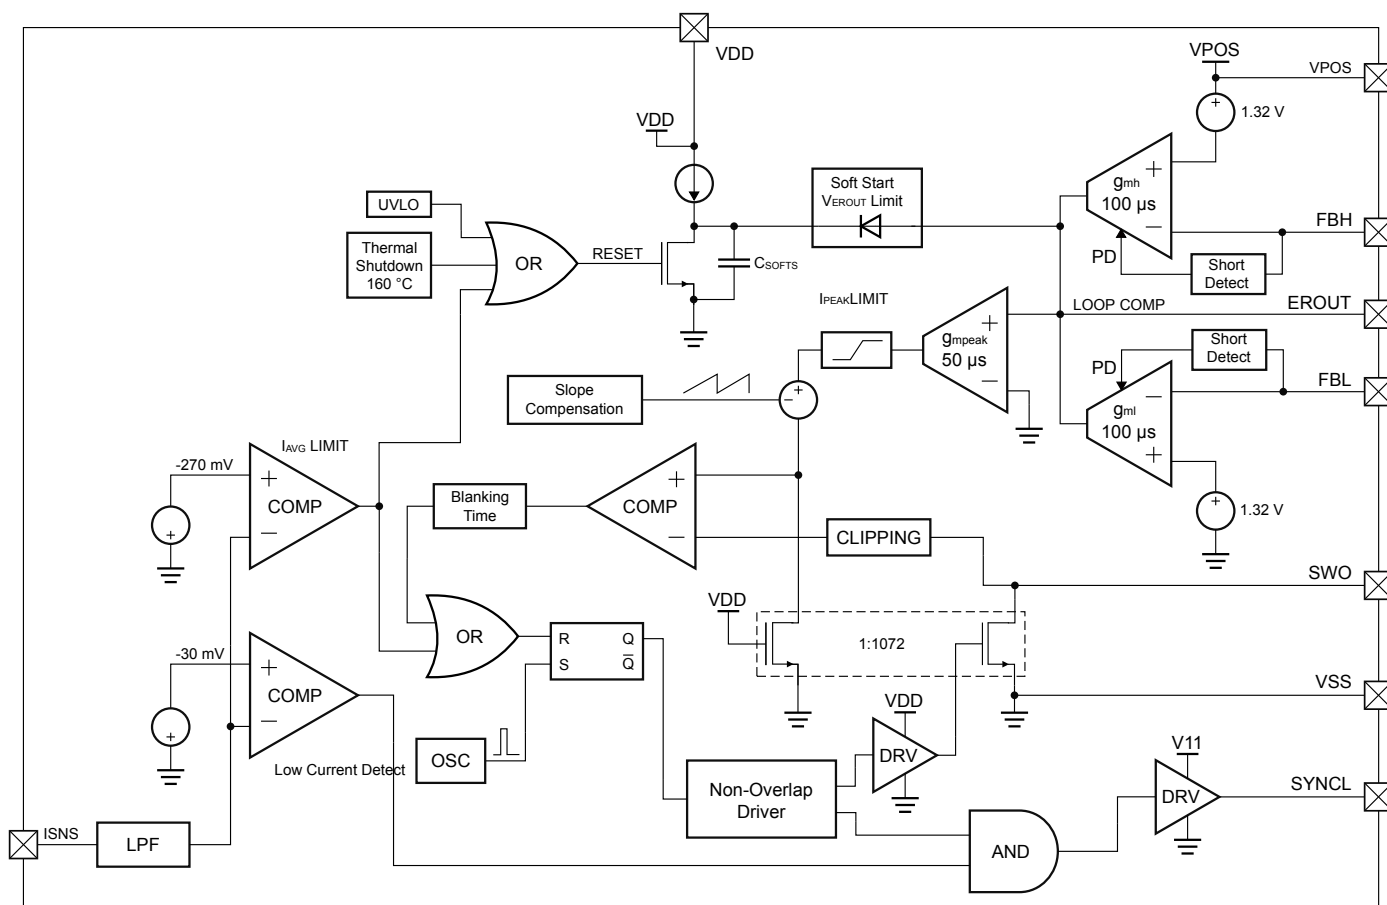 VDD
VPOS
VPOS
+
1.32 V
VDD
+
gmh
100 µs
−
Soft Start
VEROUT Limit
UVLO
Thermal
Shutdown
160 °C
OR
RESET
CSOFTS
FBH
PD
Short
Detect
IPEAKLIMIT
LOOP COMP
EROUT
+
gmpeak
50 µs
−
Short
Detect
PD
FBL
Slope
Compensation
+
−
−
gml
100 µs
+
+
1.32 V
IAVG LIMIT
-270 mV
+
COMP
−
+
Blanking
Time
+
COMP
−
CLIPPING
SWO
VDD
1:1072
OR
R
Q
S
Q
-30 mV
+
COMP
−
+
VSS
Low Current Detect
OSC
VDD
DRV
Non-Overlap
Driver
V11
DRV
SYNCL
ISNS
LPF
AND